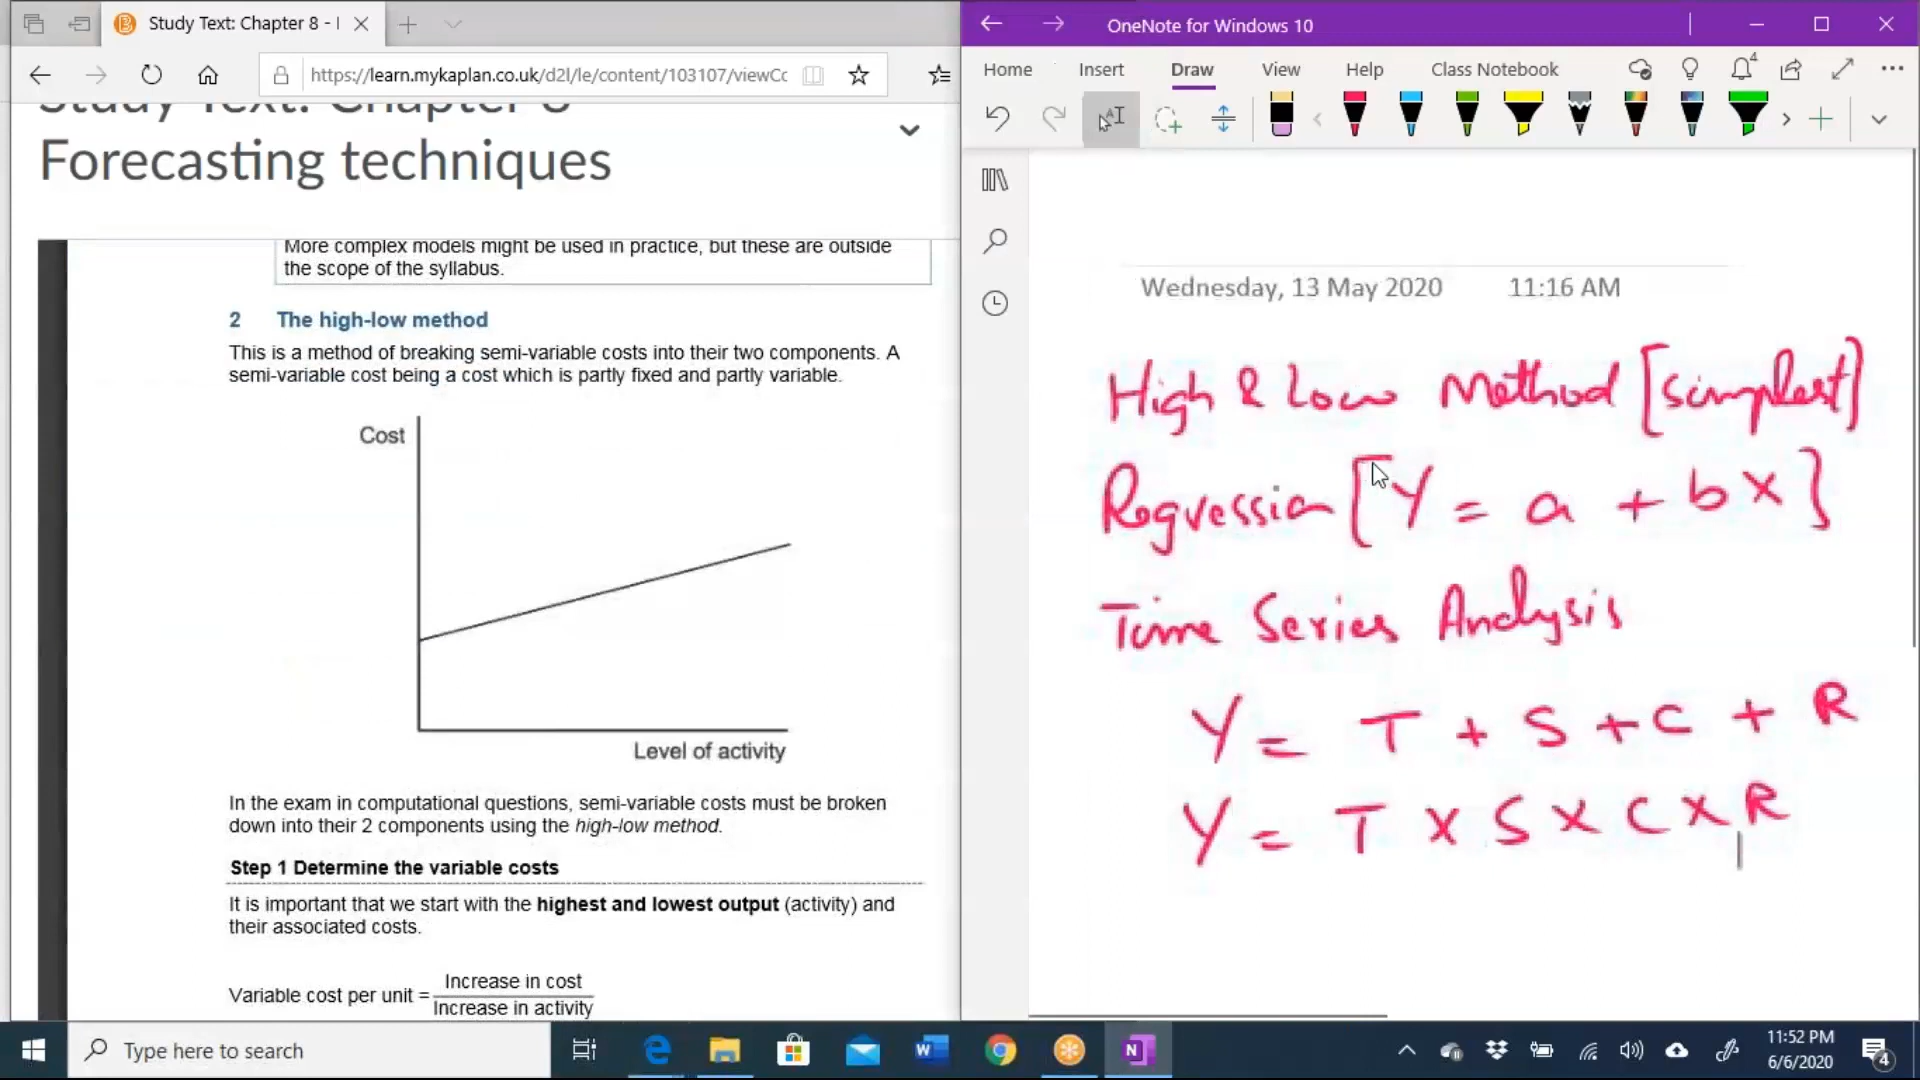 Study Text: Chapter 8 - I
https://learn.mykaplan.co.uk/d2l/le/content/103107/viewCc
Study Text: Chapter 8
Forecasting techniques
More complex models might be used in practice, but these are outside
the scope of the syllabus.
2 The high-low method
This is a method of breaking semi-variable costs into their two components. A
semi-variable cost being a cost which is partly fixed and partly variable.
Cost
Level of activity
In the exam in computational questions, semi-variable costs must be broken
down into their 2 components using the high-low method.
Step 1 Determine the variable costs
It is important that we start with the highest and lowest output (activity) and
their associated costs.
Increase in cost
Variable cost per unit =
Increase in activity
OneNote for Windows 10
Home Insert Draw View Help Class Notebook
4
Wednesday, 13 May 2020 11:16 AM
High & Low Method [Simplest]
Regression [Y = a + bx]
Time Series Analysis
Y = T + S + C + R
Y = T x S x C x R
Type here to search
W
N
11:52 PM
6/6/2020
4